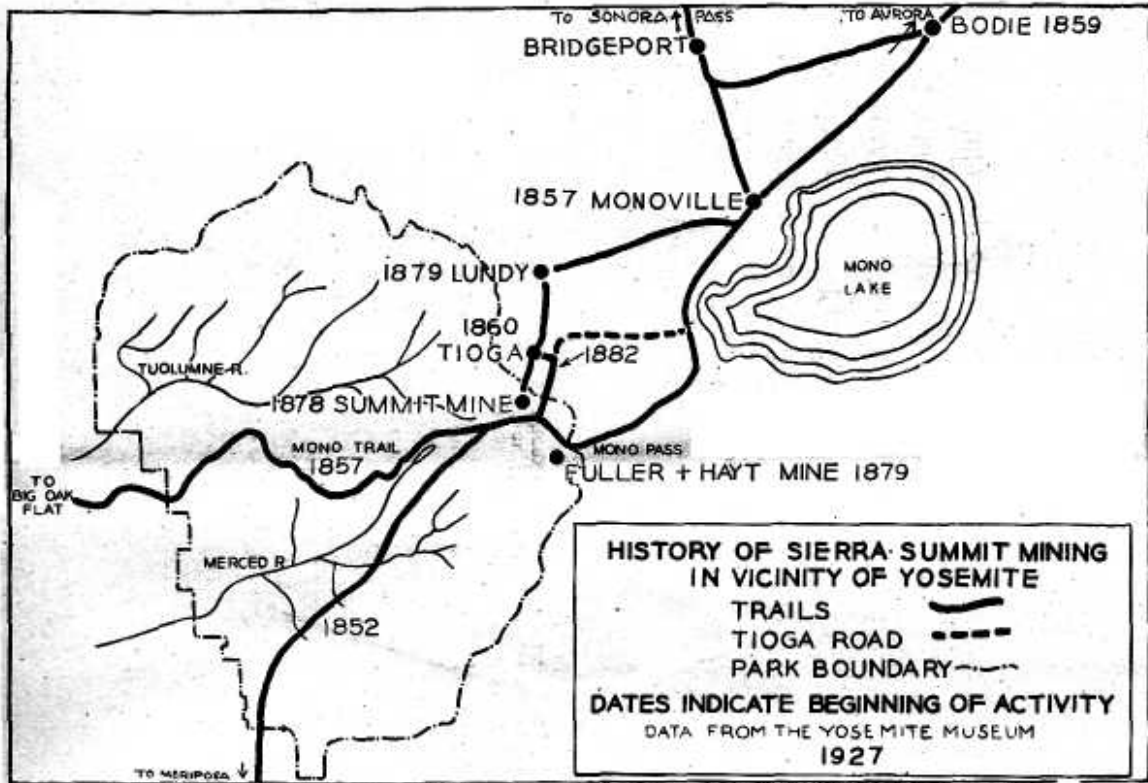 TO SONORA PASS
TO AURORA
BRIDGEPORT
BODIE 1859
1857 MONOVILLE
MONO
LAKE
1879 LUNDY
1860
TIOGA
1882
TUOLUMNE R.
1878 SUMMIT MINE
MONO TRAIL
1857
MONO PASS
FULLER + HAYT MINE 1879
TO
BIG OAK
FLAT
MERCED R.
1852
TO MERIPOSA
HISTORY OF SIERRA SUMMIT MINING
IN VICINITY OF YOSEMITE
TRAILS
TIOGA ROAD
PARK BOUNDARY
DATES INDICATE BEGINNING OF ACTIVITY
DATA FROM THE YOSEMITE MUSEUM
1927